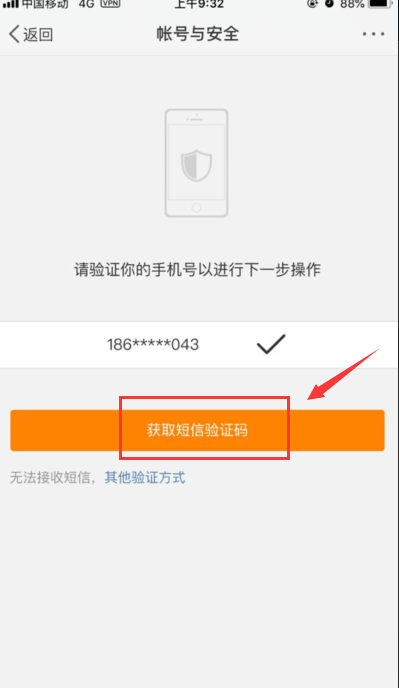 中国移动 4G VPN 上午9:32 88%
返回 帐号与安全
请验证你的手机号以进行下一步操作
186*****043
获取短信验证码
无法接收短信，其他验证方式